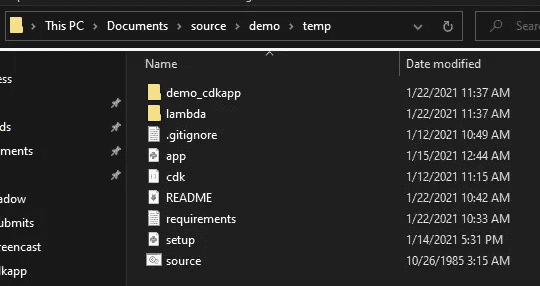 This PC > Documents > source > demo > temp
Sear
Name Date modified
ess
demo_cdkapp 1/22/2021 11:37 AM
lambda 1/22/2021 11:37 AM
ds .gitignore 1/12/2021 10:49 AM
ments app 1/15/2021 12:44 AM
cdk 1/12/2021 11:15 AM
adow README 1/22/2021 10:42 AM
ubmits requirements 1/22/2021 10:33 AM
reencast setup 1/14/2021 5:31 PM
dkapp source 10/26/1985 3:15 AM